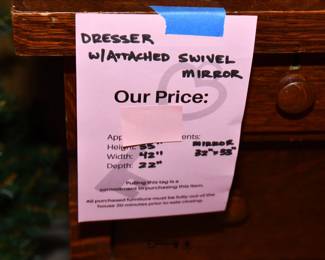 DRESSER
W/ATTACHED SWIVEL
MIRROR
Our Price:
Height: 55" MIRROR
Width: 42" 32" x 33"
Depth: 22"
Pulling this tag is a
commitment to purchasing this item.
All purchased furniture must be fully out of the
house 30 minutes prior to sale closing.